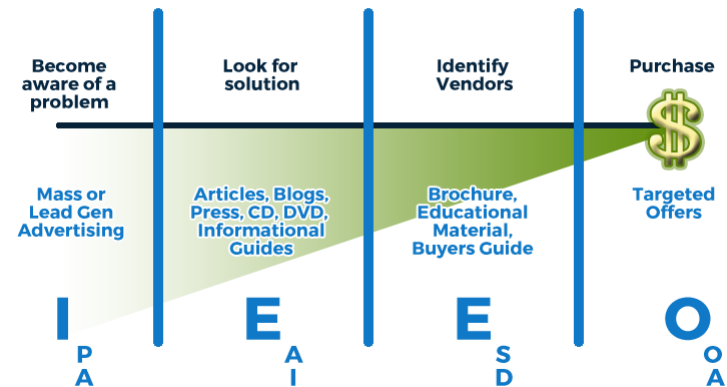 Become
aware of a
problem
Look for
solution
Identify
Vendors
Purchase
$
Mass or
Lead Gen
Advertising
Articles, Blogs,
Press, CD, DVD,
Informational
Guides
Brochure,
Educational
Material,
Buyers Guide
Targeted
Offers
I
P
A
E
A
I
E
S
D
O
O
A